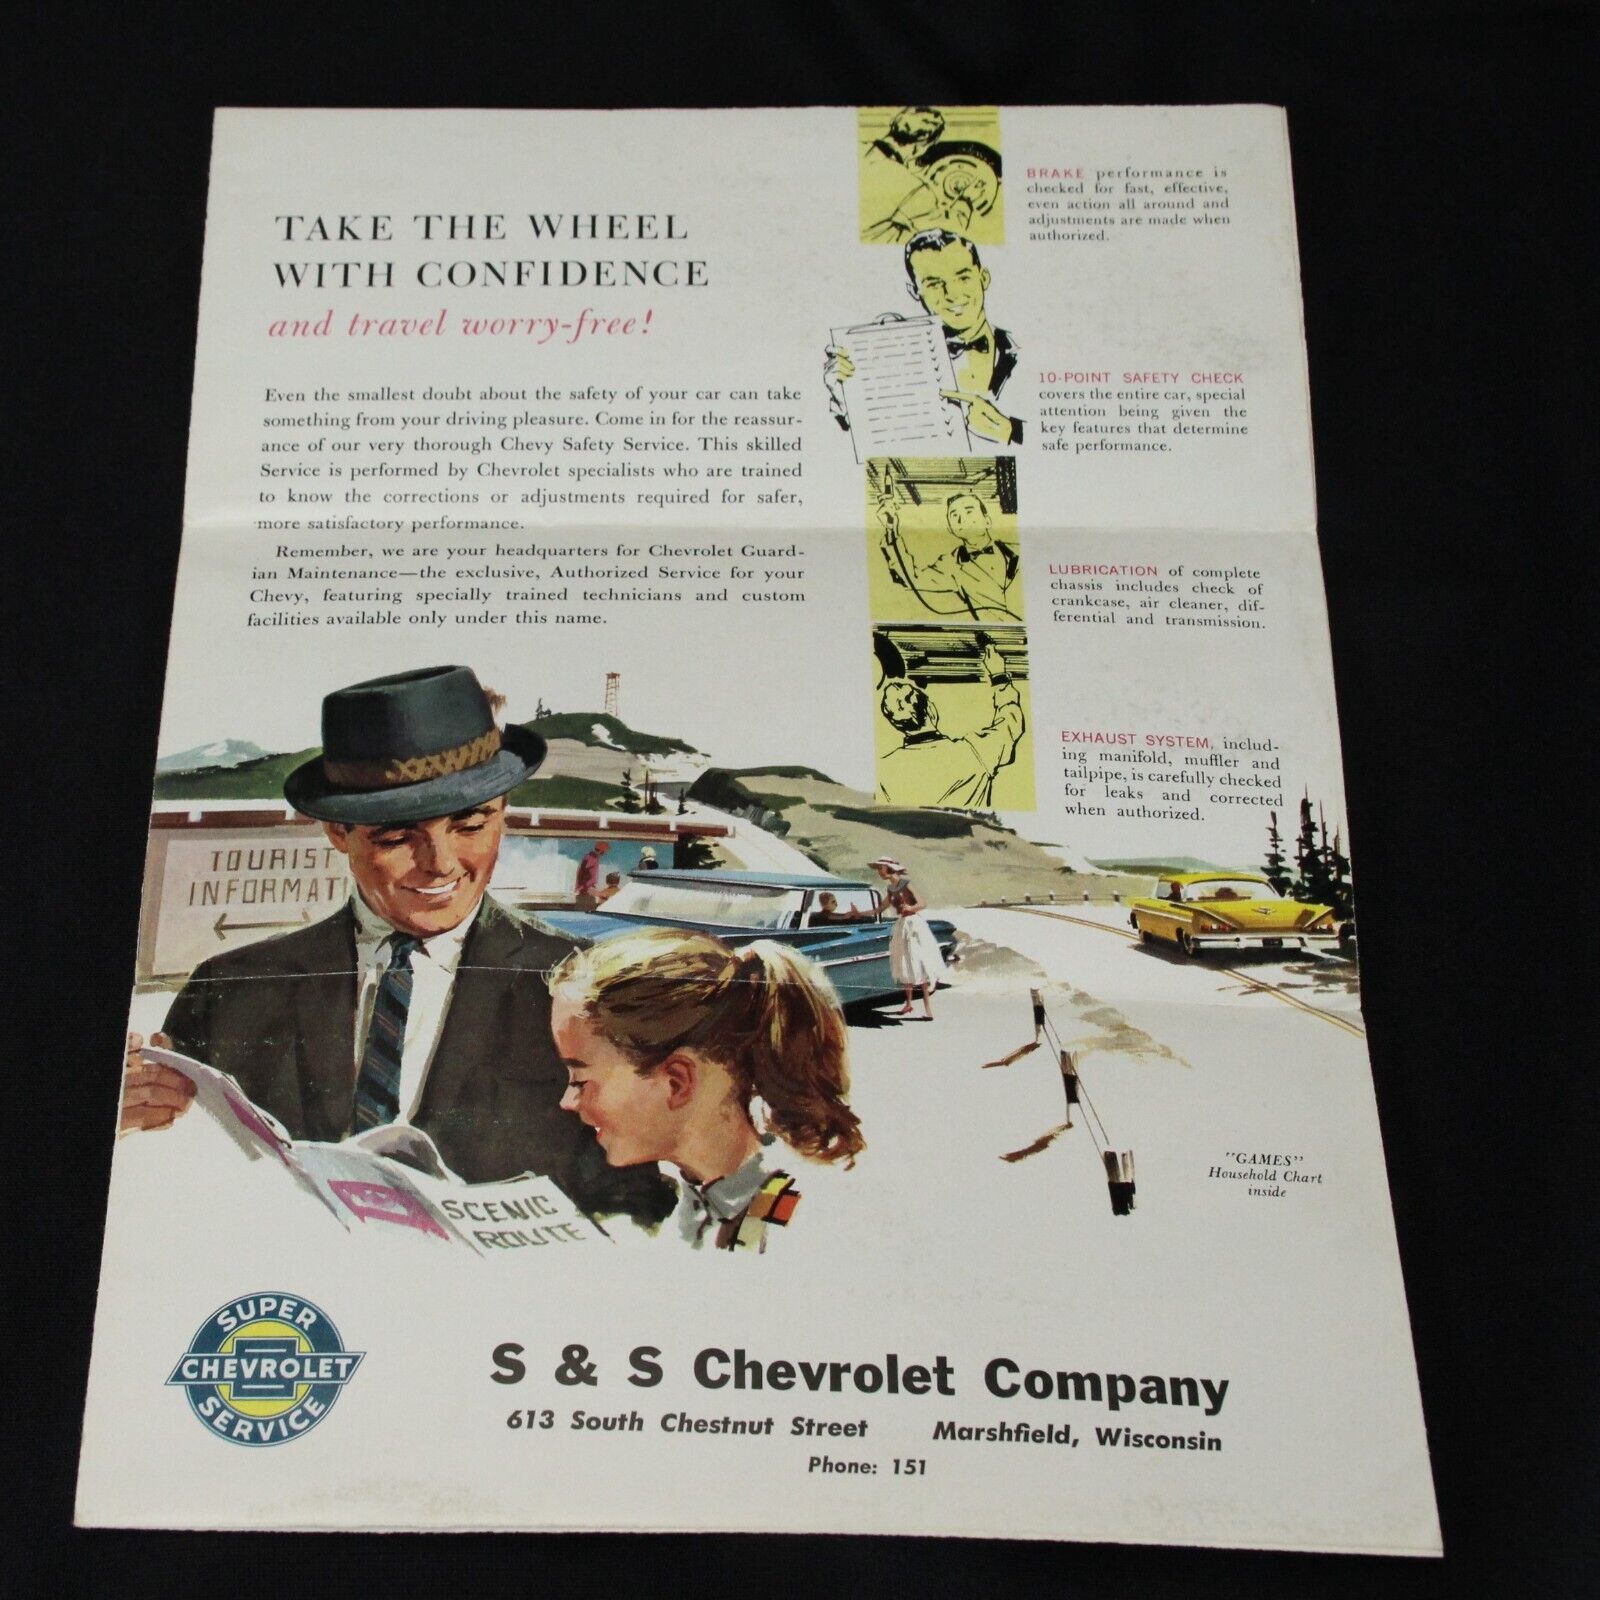 TAKE THE WHEEL
WITH CONFIDENCE
and travel worry-free!
Even the smallest doubt about the safety of your car can take
something from your driving pleasure. Come in for the reassur-
ance of our very thorough Chevy Safety Service. This skilled
Service is performed by Chevrolet specialists who are trained
to know the corrections or adjustments required for safer,
more satisfactory performance.
Remember, we are your headquarters for Chevrolet Guard-
ian Maintenance—the exclusive, Authorized Service for your
Chevy, featuring specially trained technicians and custom
facilities available only under this name.
BRAKE performance is
checked for fast, effective,
even action all around and
adjustments are made when
authorized.
10-POINT SAFETY CHECK
covers the entire car, special
attention being given the
key features that determine
safe performance.
LUBRICATION of complete
chassis includes check of
crankcase, air cleaner, dif-
ferential and transmission.
EXHAUST SYSTEM, includ-
ing manifold, muffler and
tailpipe, is carefully checked
for leaks and corrected
when authorized.
TOURIST
INFORMATI
SCENIC
ROUTE
"GAMES"
Household Chart
inside
SUPER
CHEVROLET
SERVICE
S & S Chevrolet Company
613 South Chestnut Street Marshfield, Wisconsin
Phone: 151